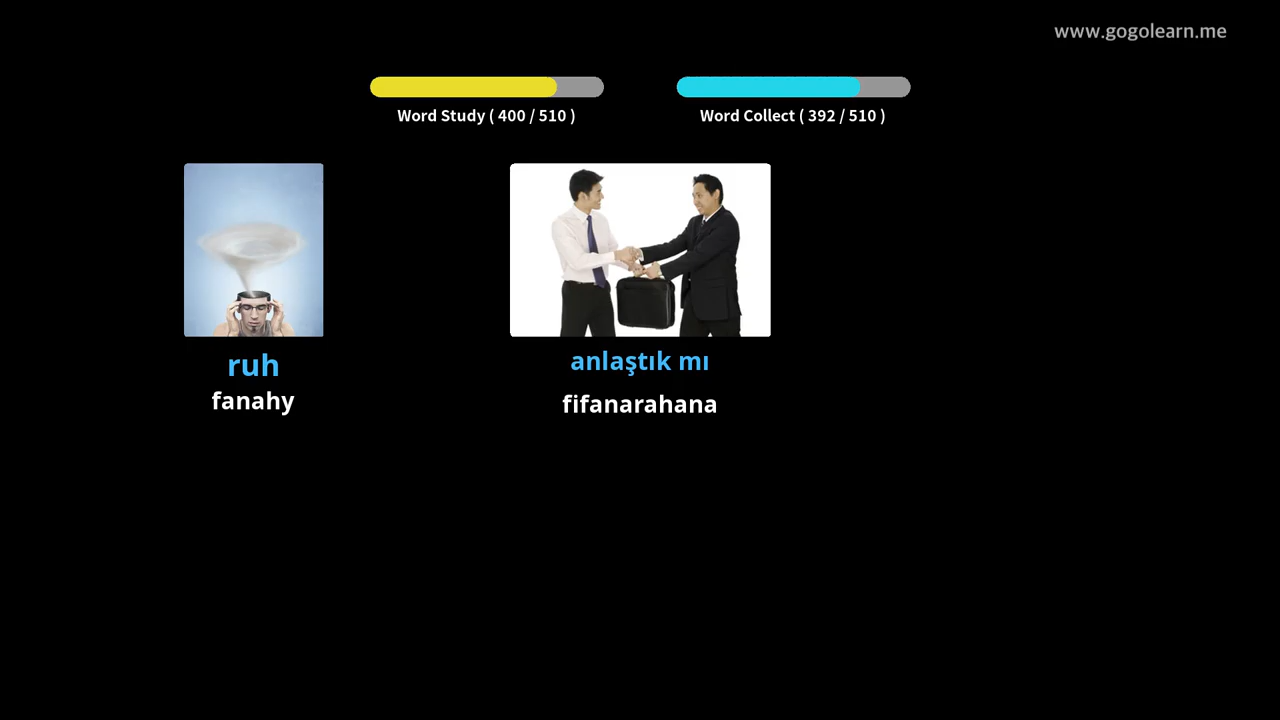 www.gogolearn.me
Word Study ( 400 / 510 )
Word Collect ( 392 / 510 )
ruh
fanahy
anlaştık mı
fifanarahana